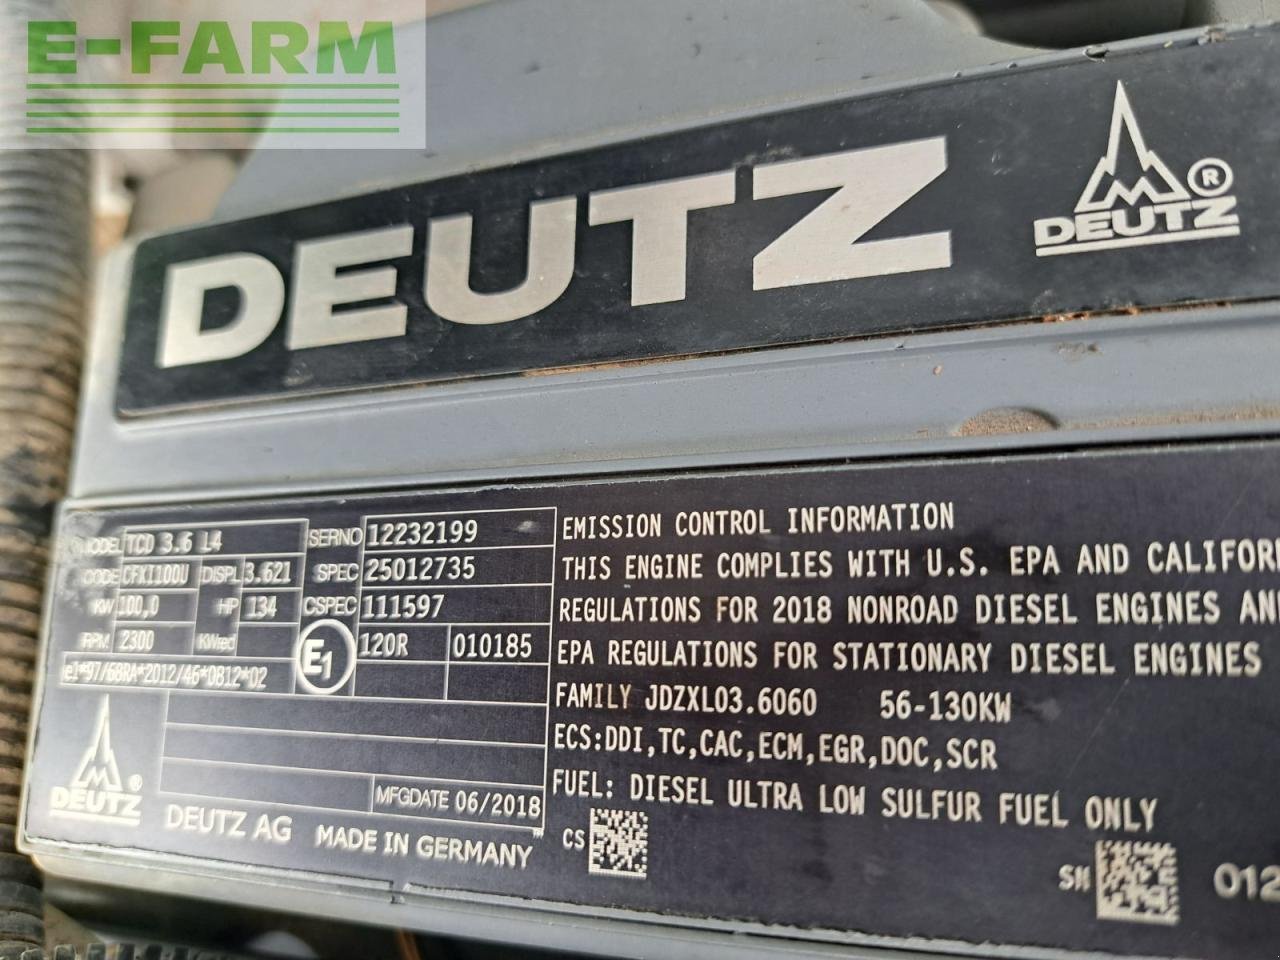 E-FARM
DEUTZ
®
DEUTZ
MODEL TCD 3.6 L4 SERNO 12232199
CODE CFXI100U DISPL 3.621 SPEC 25012735
KW 100,0 HP 134 CSPEC 111597
RPM 2300 KWred E1 120R 010185
e1*97/68RA*2012/46*0812*02
MFGDATE 06/2018
DEUTZ ®
DEUTZ AG MADE IN GERMANY
EMISSION CONTROL INFORMATION
THIS ENGINE COMPLIES WITH U.S. EPA AND CALIFOR
REGULATIONS FOR 2018 NONROAD DIESEL ENGINES AN
EPA REGULATIONS FOR STATIONARY DIESEL ENGINES
FAMILY JDZXL03.6060 56-130KW
ECS:DDI,TC,CAC,ECM,EGR,DOC,SCR
FUEL: DIESEL ULTRA LOW SULFUR FUEL ONLY
CS
SN 012